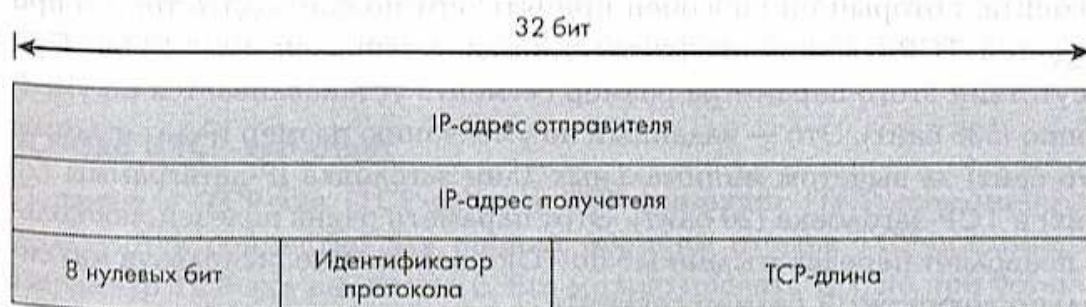 32 бит
IP-адрес отправителя
IP-адрес получателя
8 нулевых бит
Идентификатор
протокола
TCP-длина